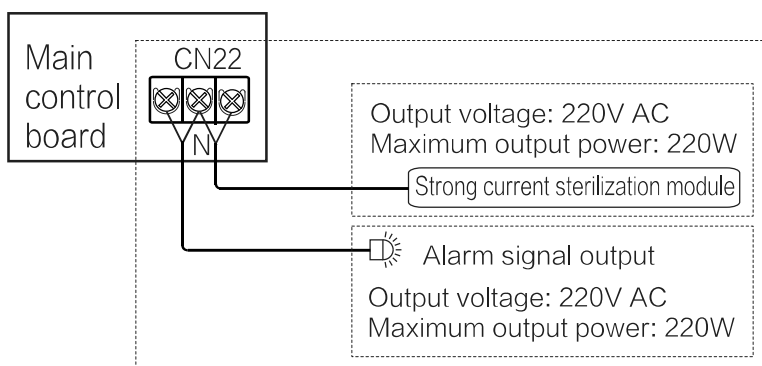 Main
control
board
CN22
N
Output voltage: 220V AC
Maximum output power: 220W
Strong current sterilization module
Alarm signal output
Output voltage: 220V AC
Maximum output power: 220W